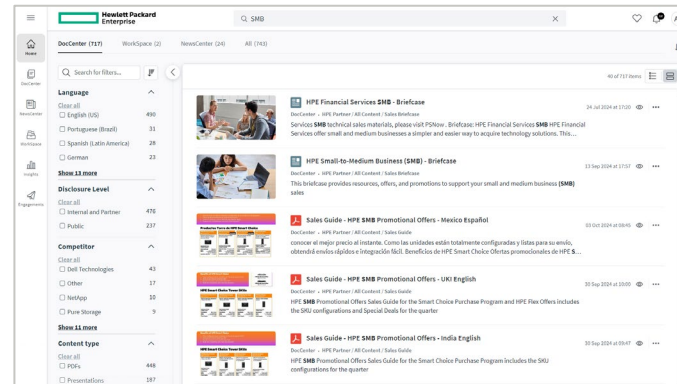 Hewlett Packard
Enterprise
SMB
Home
DocCenter
NewsCenter
Workspace
Insights
Engagements
DocCenter (717)
WorkSpace (2)
NewsCenter (24)
All (743)
Search for filters...
Language
Clear all
English (US) 490
Portuguese (Brazil) 31
Spanish (Latin America) 28
German 23
Show 13 more
Disclosure Level
Clear all
Internal and Partner 476
Public 237
Competitor
Clear all
Dell Technologies 43
Other 17
NetApp 10
Pure Storage 9
Show 11 more
Content type
Clear all
PDFs 448
Presentations 187
40 of 717 items
HPE Financial Services SMB - Briefcase
DocCenter • HPE Partner / All Content / Sales Briefcase
24 Jul 2024 at 17:20
Services SMB technical sales materials, please visit PSNow. Briefcase: HPE Financial Services SMB HPE Financial
Services offer small and medium businesses a simpler and easier way to acquire technology solutions. This...
HPE Small-to-Medium Business (SMB) - Briefcase
DocCenter • HPE Partner / All Content / Sales Briefcase
11 Sep 2024 at 17:57
This briefcase provides resources, offers, and promotions to support your small and medium business (SMB)
sales
Sales Guide - HPE SMB Promotional Offers - Mexico Español
DocCenter • HPE Partner / All Content / Sales Guide
03 Oct 2024 at 08:45
conocer el mejor precio al instante. Como las unidades están totalmente configuradas y listas para su envío,
obtendrá envíos rápidos e integración fácil. Beneficios de HPE Smart Choice Ofertas promocionales de HPE S...
Sales Guide - HPE SMB Promotional Offers - UKI English
DocCenter • HPE Partner / All Content / Sales Guide
HPE SMB Promotional Offers Sales Guide for the Smart Choice Purchase Program and HPE Flex Offers includes
the SKU configurations and Special Deals for the quarter
Sales Guide - HPE SMB Promotional Offers - India English
DocCenter • HPE Partner / All Content / Sales Guide
30 Sep 2024 at 09:47
HPE SMB Promotional Offers Sales Guide for the Smart Choice Purchase Program includes the SKU
configurations for the quarter